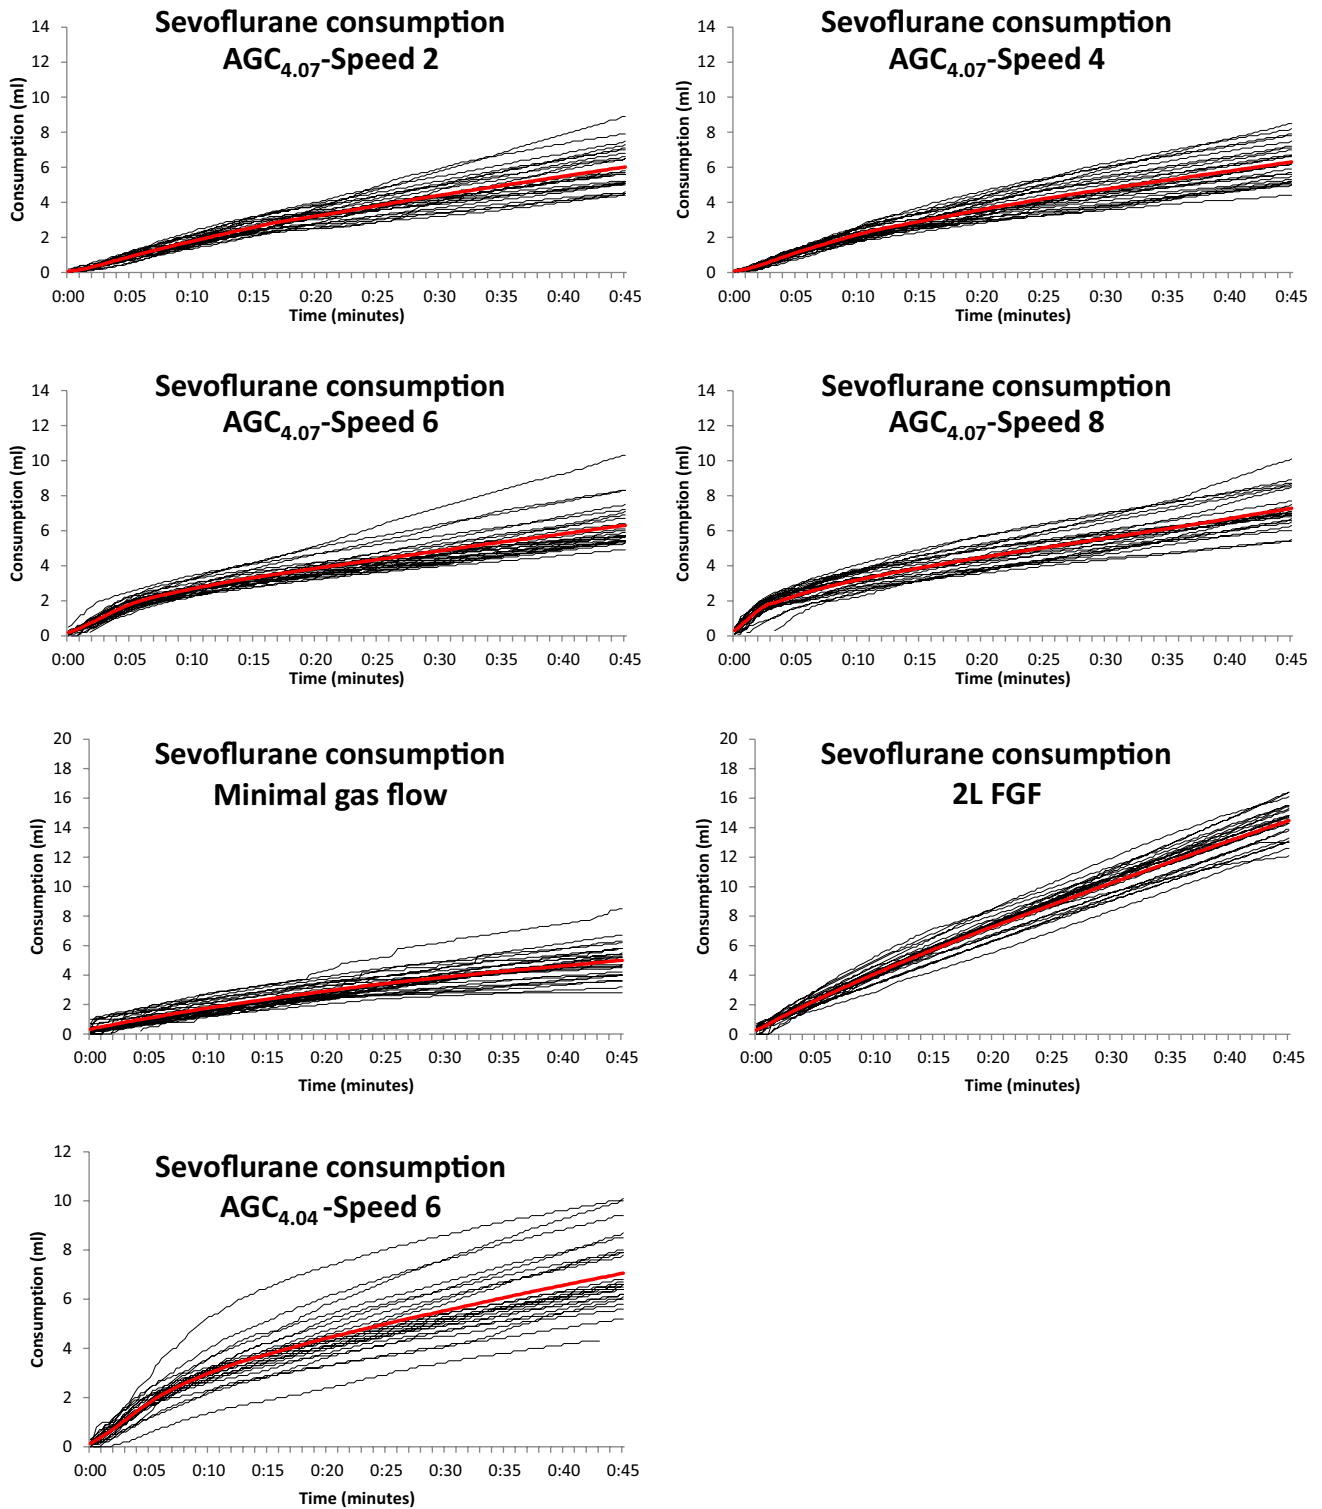 Sevoflurane consumption
AGC4.07-Speed 2
Consumption (ml)
14
12
10
8
6
4
2
0
0:00 0:05 0:10 0:15 0:20 0:25 0:30 0:35 0:40 0:45
Time (minutes)
Sevoflurane consumption
AGC4.07-Speed 4
Consumption (ml)
14
12
10
8
6
4
2
0
0:00 0:05 0:10 0:15 0:20 0:25 0:30 0:35 0:40 0:45
Time (minutes)
Sevoflurane consumption
AGC4.07-Speed 6
Consumption (ml)
14
12
10
8
6
4
2
0
0:00 0:05 0:10 0:15 0:20 0:25 0:30 0:35 0:40 0:45
Time (minutes)
Sevoflurane consumption
AGC4.07-Speed 8
Consumption (ml)
14
12
10
8
6
4
2
0
0:00 0:05 0:10 0:15 0:20 0:25 0:30 0:35 0:40 0:45
Time (minutes)
Sevoflurane consumption
Minimal gas flow
Consumption (ml)
20
18
16
14
12
10
8
6
4
2
0
0:00 0:05 0:10 0:15 0:20 0:25 0:30 0:35 0:40 0:45
Time (minutes)
Sevoflurane consumption
2L FGF
Consumption (ml)
20
18
16
14
12
10
8
6
4
2
0
0:00 0:05 0:10 0:15 0:20 0:25 0:30 0:35 0:40 0:45
Time (minutes)
Sevoflurane consumption
AGC4.04 -Speed 6
Consumption (ml)
12
10
8
6
4
2
0
0:00 0:05 0:10 0:15 0:20 0:25 0:30 0:35 0:40 0:45
Time (minutes)